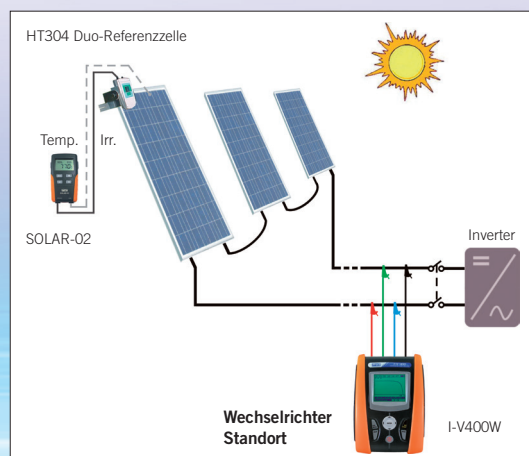 HT304 Duo-Referenzzelle
Temp.
Irr.
SOLAR-02
Inverter
Wechselrichter
Standort
I-V400W